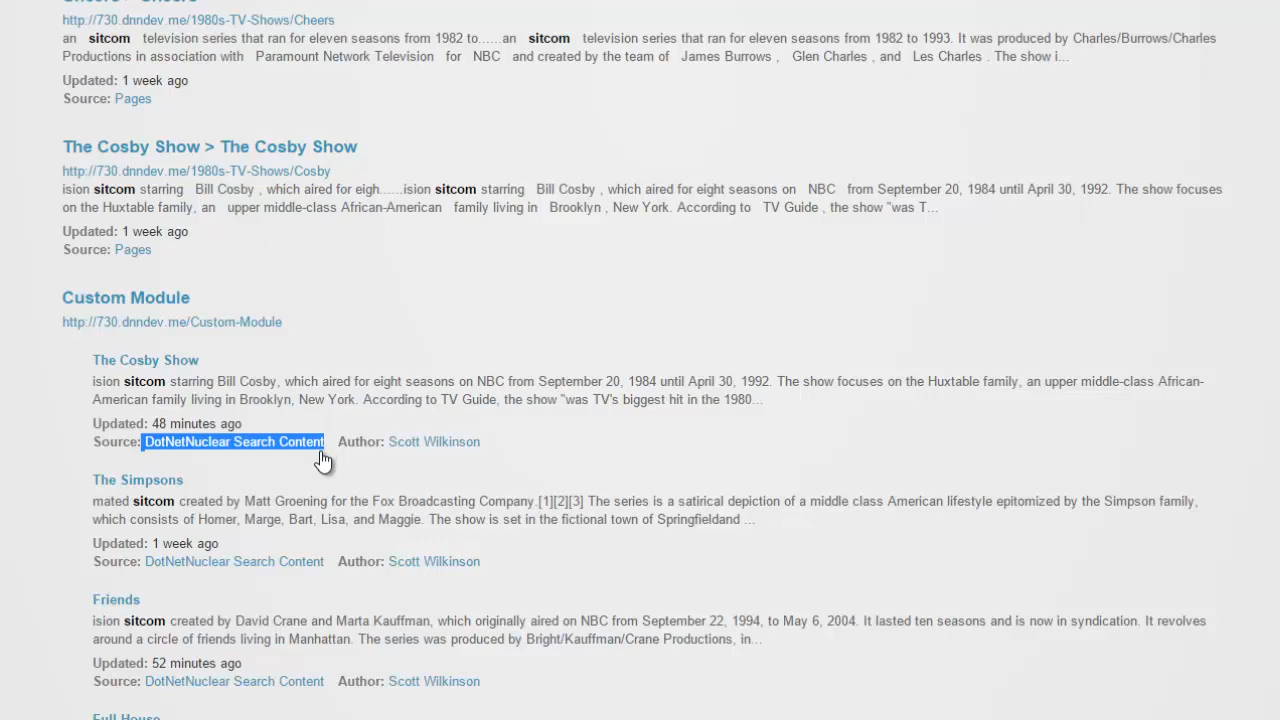 Cheers > Cheers
http://730.dnndev.me/1980s-TV-Shows/Cheers
an sitcom television series that ran for eleven seasons from 1982 to......an sitcom television series that ran for eleven seasons from 1982 to 1993. It was produced by Charles/Burrows/Charles
Productions in association with Paramount Network Television for NBC and created by the team of James Burrows , Glen Charles , and Les Charles . The show i...
Updated: 1 week ago
Source: Pages
The Cosby Show > The Cosby Show
http://730.dnndev.me/1980s-TV-Shows/Cosby
ision sitcom starring Bill Cosby , which aired for eigh......ision sitcom starring Bill Cosby , which aired for eight seasons on NBC from September 20, 1984 until April 30, 1992. The show focuses
on the Huxtable family, an upper middle-class African-American family living in Brooklyn , New York. According to TV Guide , the show "was T...
Updated: 1 week ago
Source: Pages
Custom Module
http://730.dnndev.me/Custom-Module
The Cosby Show
ision sitcom starring Bill Cosby, which aired for eight seasons on NBC from September 20, 1984 until April 30, 1992. The show focuses on the Huxtable family, an upper middle-class African-
American family living in Brooklyn, New York. According to TV Guide, the show "was TV's biggest hit in the 1980...
Updated: 48 minutes ago
Source: DotNetNuclear Search Content Author: Scott Wilkinson
The Simpsons
mated sitcom created by Matt Groening for the Fox Broadcasting Company.[1][2][3] The series is a satirical depiction of a middle class American lifestyle epitomized by the Simpson family,
which consists of Homer, Marge, Bart, Lisa, and Maggie. The show is set in the fictional town of Springfieldand ...
Updated: 1 week ago
Source: DotNetNuclear Search Content Author: Scott Wilkinson
Friends
ision sitcom created by David Crane and Marta Kauffman, which originally aired on NBC from September 22, 1994, to May 6, 2004. It lasted ten seasons and is now in syndication. It revolves
around a circle of friends living in Manhattan. The series was produced by Bright/Kauffman/Crane Productions, in...
Updated: 52 minutes ago
Source: DotNetNuclear Search Content Author: Scott Wilkinson
Full House